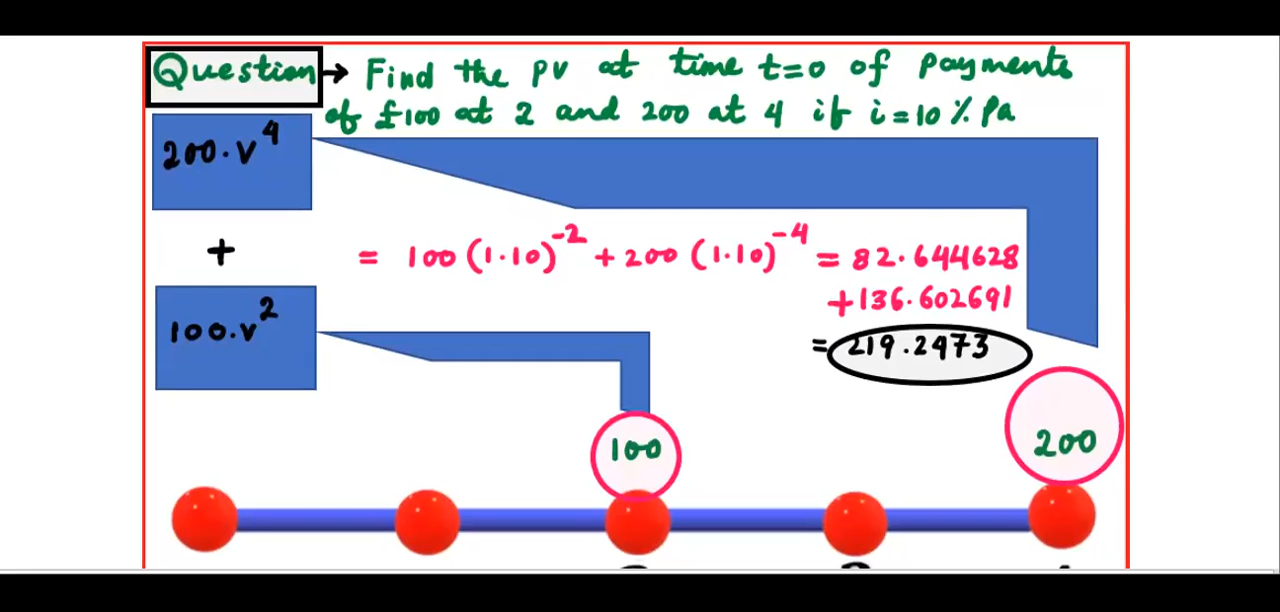 Question → Find the PV at time t=0 of payments
of £100 at 2 and 200 at 4 if i=10% Pa
200.v⁴
+
100.v²
= 100(1.10)⁻² + 200(1.10)⁻⁴ = 82.644628
+136.602691
= 219.2473
100
200